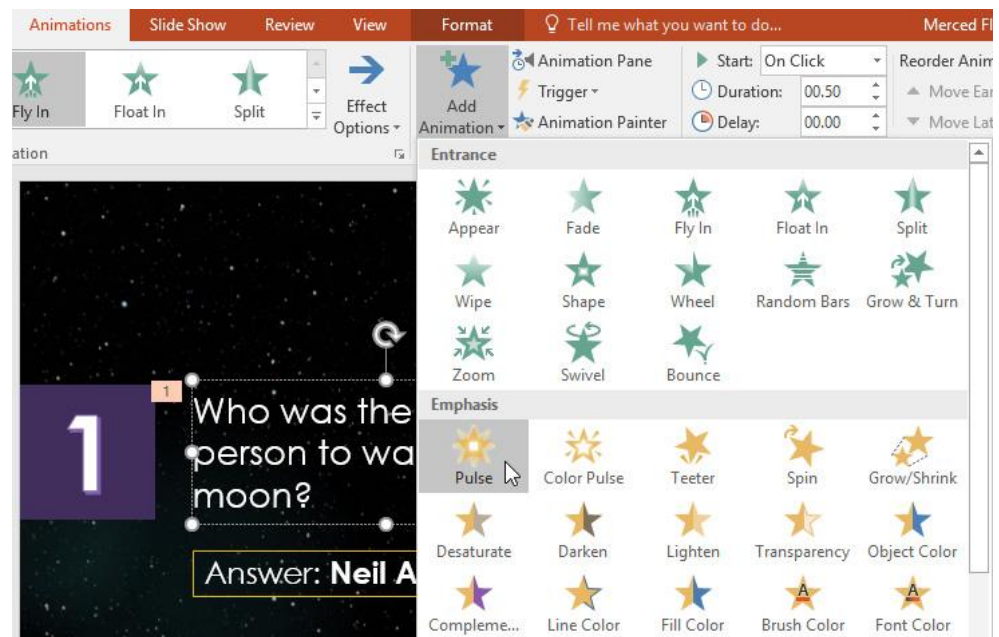 Animations Slide Show Review View Format Tell me what you want to do... Merced Fl
Fly In Float In Split Effect Options Add Animation Animation Pane Start: On Click Reorder Anim
Trigger Duration: 00.50 Move Ear
Animation Painter Delay: 00.00 Move Lat
ation
Entrance
Appear Fade Fly In Float In Split
Wipe Shape Wheel Random Bars Grow & Turn
Zoom Swivel Bounce
Emphasis
Pulse Color Pulse Teeter Spin Grow/Shrink
Desaturate Darken Lighten Transparency Object Color
Compleme... Line Color Fill Color Brush Color Font Color
1
1
Who was the
person to wa
moon?
Answer: Neil A